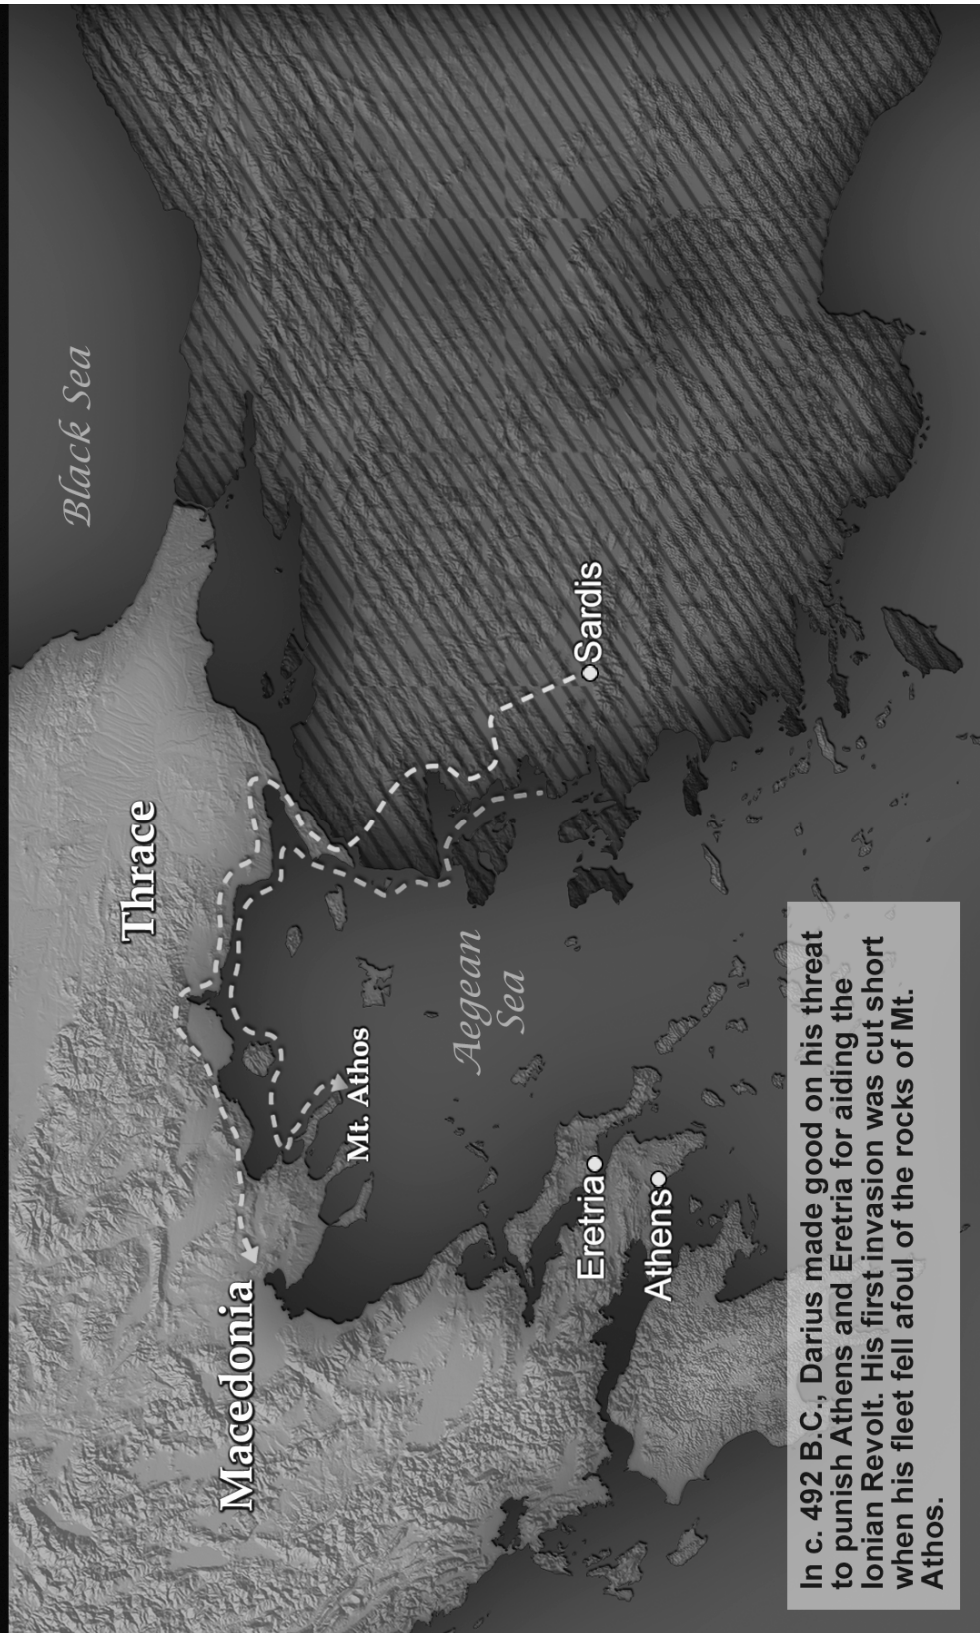 Black Sea
Thrace
Macedonia
Mt. Athos
Aegean
Sea
Sardis
Eretria
Athens
In c. 492 B.C., Darius made good on his threat
to punish Athens and Eretria for aiding the
Ionian Revolt. His first invasion was cut short
when his fleet fell afoul of the rocks of Mt.
Athos.